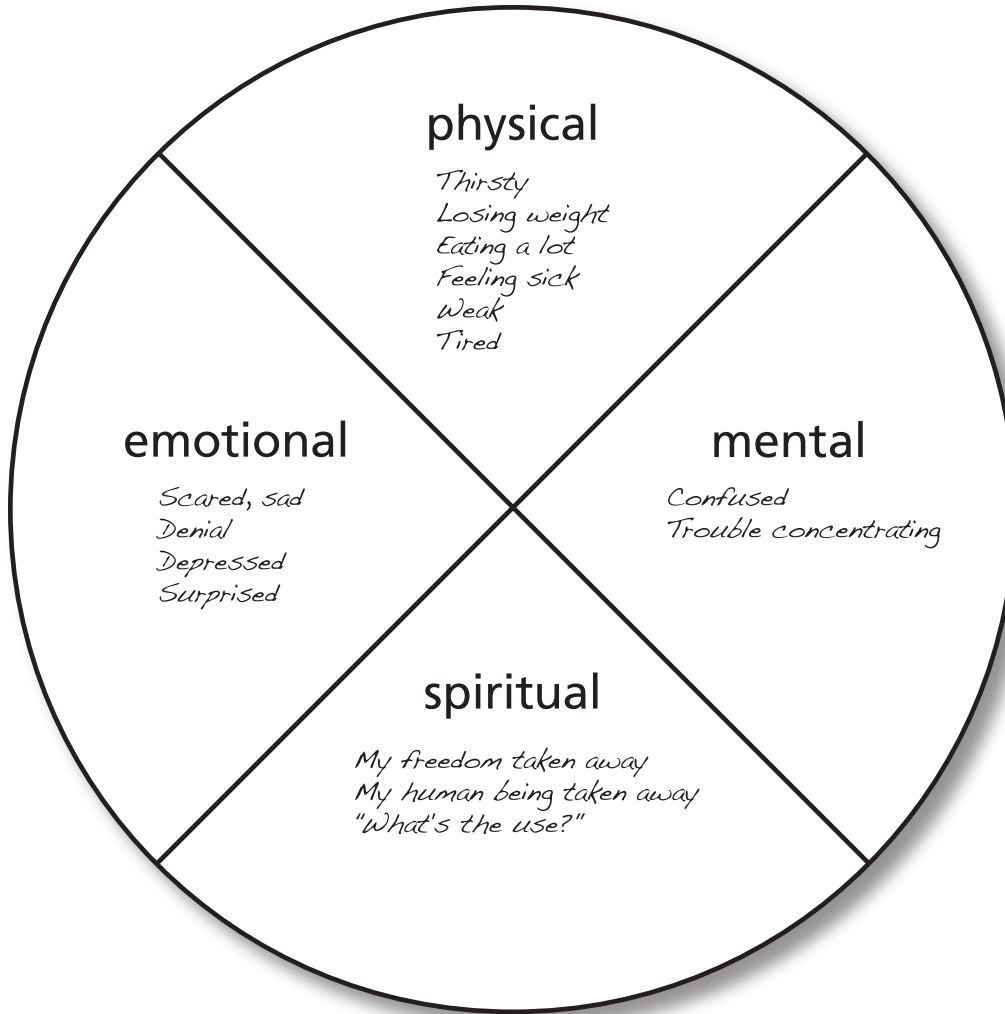 physical
Thirsty
Losing weight
Eating a lot
Feeling sick
Weak
Tired
emotional
Scared, sad
Denial
Depressed
Surprised
mental
Confused
Trouble concentrating
spiritual
My freedom taken away
My human being taken away
"What's the use?"